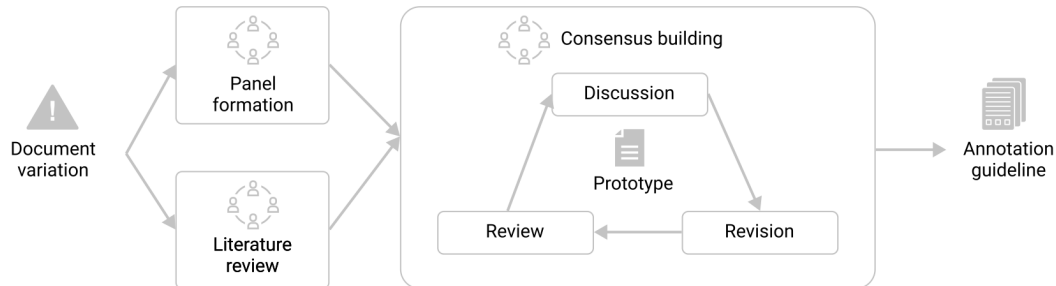 Document
variation
Panel
formation
Literature
review
Consensus building
Discussion
Prototype
Review
Revision
Annotation
guideline